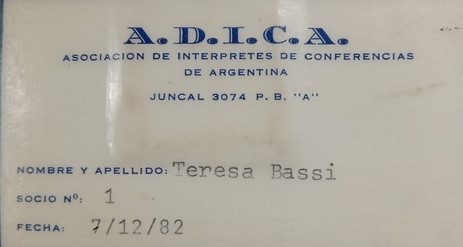 A.D.I.C.A.
ASOCIACION DE INTERPRETES DE CONFERENCIAS
DE ARGENTINA
JUNCAL 3074 P. B. "A"
NOMBRE Y APELLIDO: Teresa Bassi
SOCIO Nº: 1
FECHA: 7/12/82